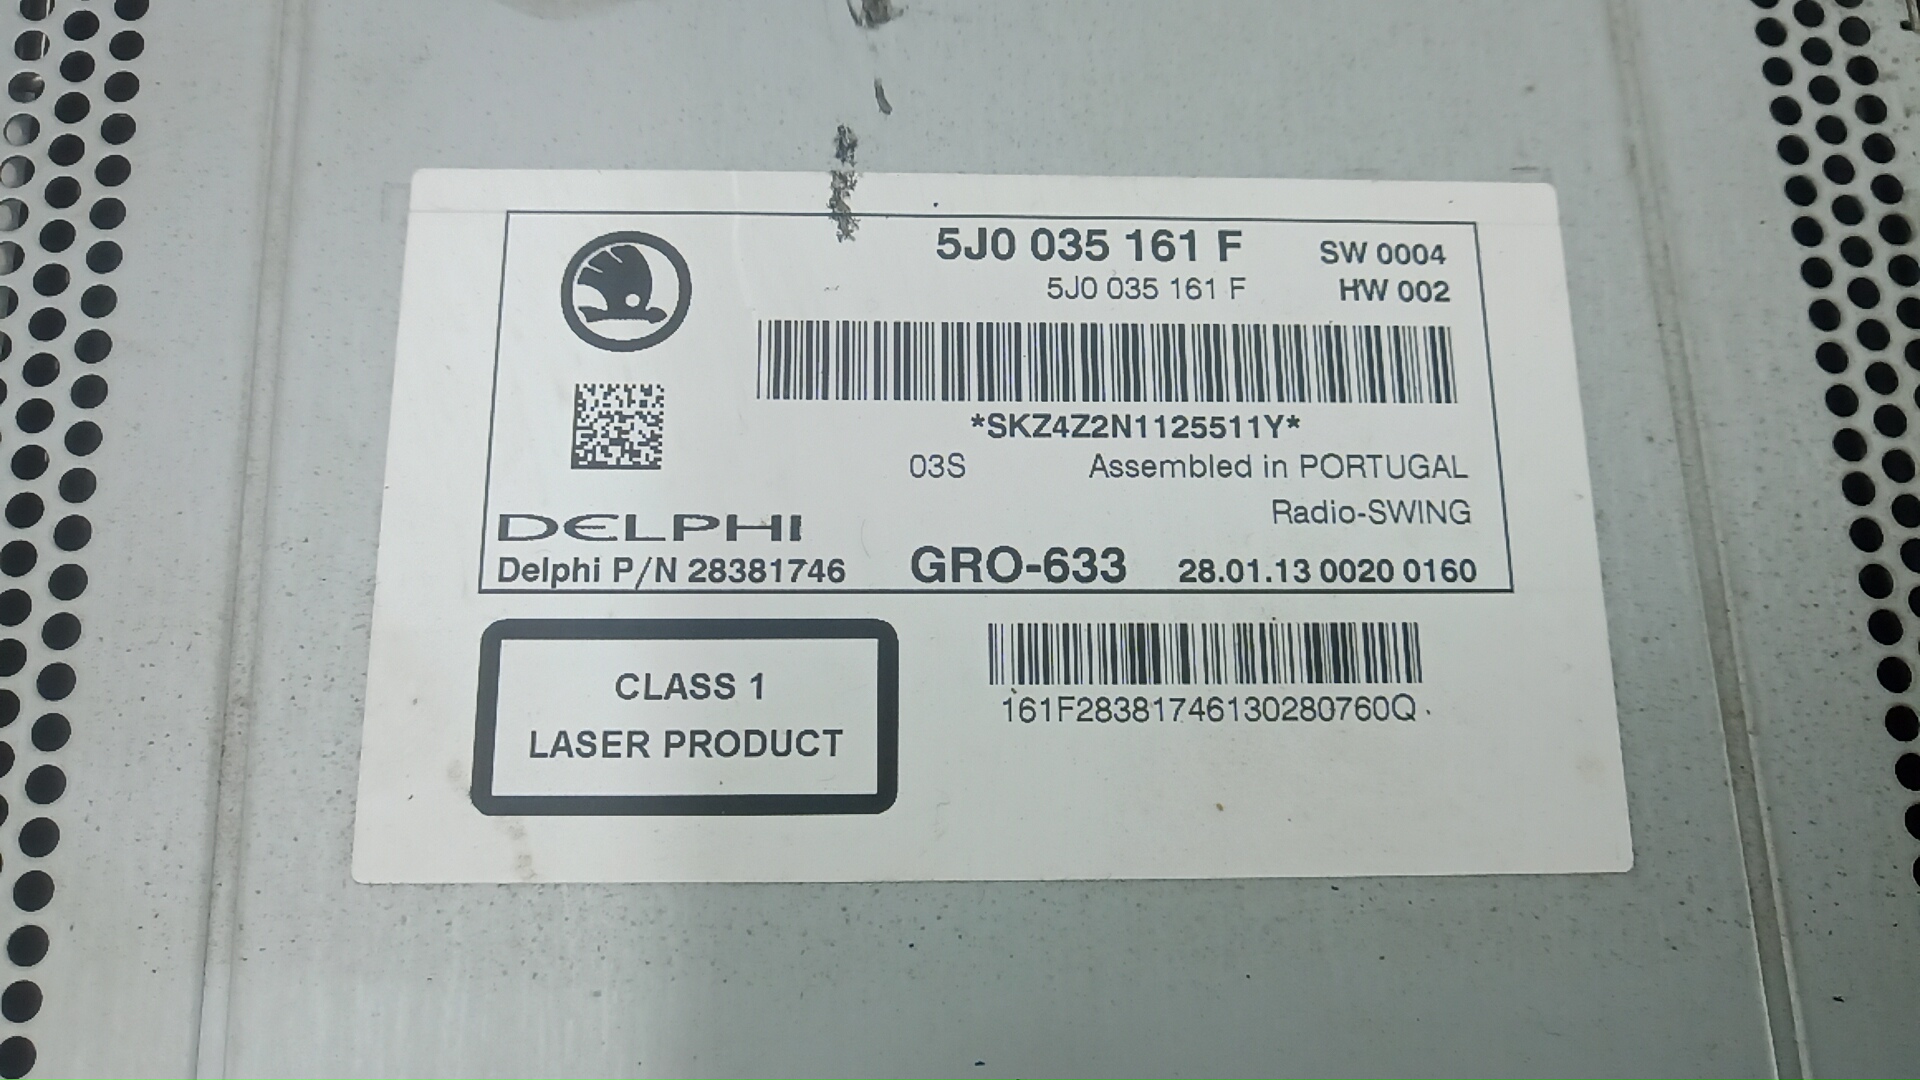 5J0 035 161 F SW 0004
5J0 035 161 F HW 002
*SKZ4Z2N1125511Y*
03S Assembled in PORTUGAL
Radio-SWING
DELPHI
Delphi P/N 28381746 GRO-633 28.01.13 0020 0160
CLASS 1
LASER PRODUCT
161F28381746130280760Q